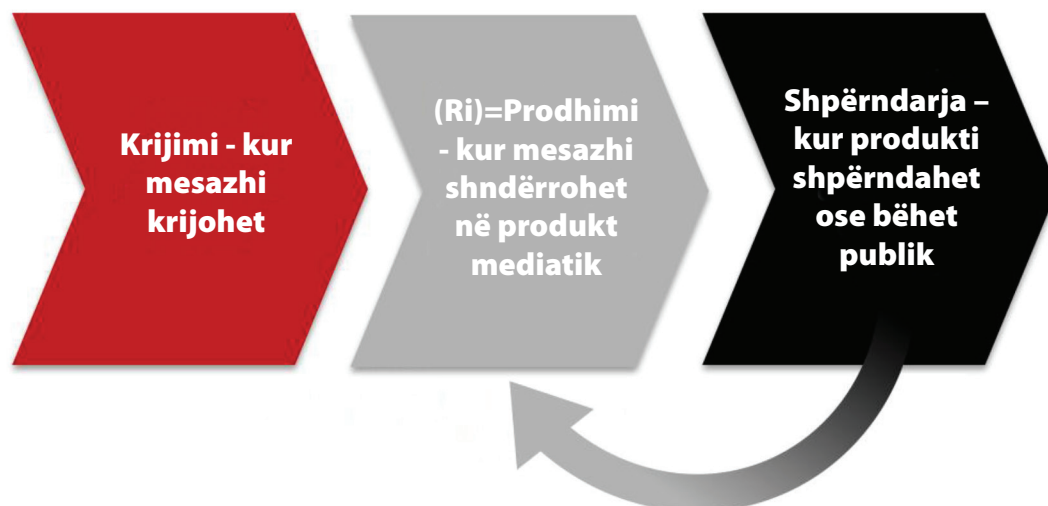 Krijimi - kur
mesazhi
krijohet
(Ri)=Prodhimi
- kur mesazhi
shndërrohet
në produkt
mediatik
Shpërndarja –
kur produkti
shpërndahet
ose bëhet
publik